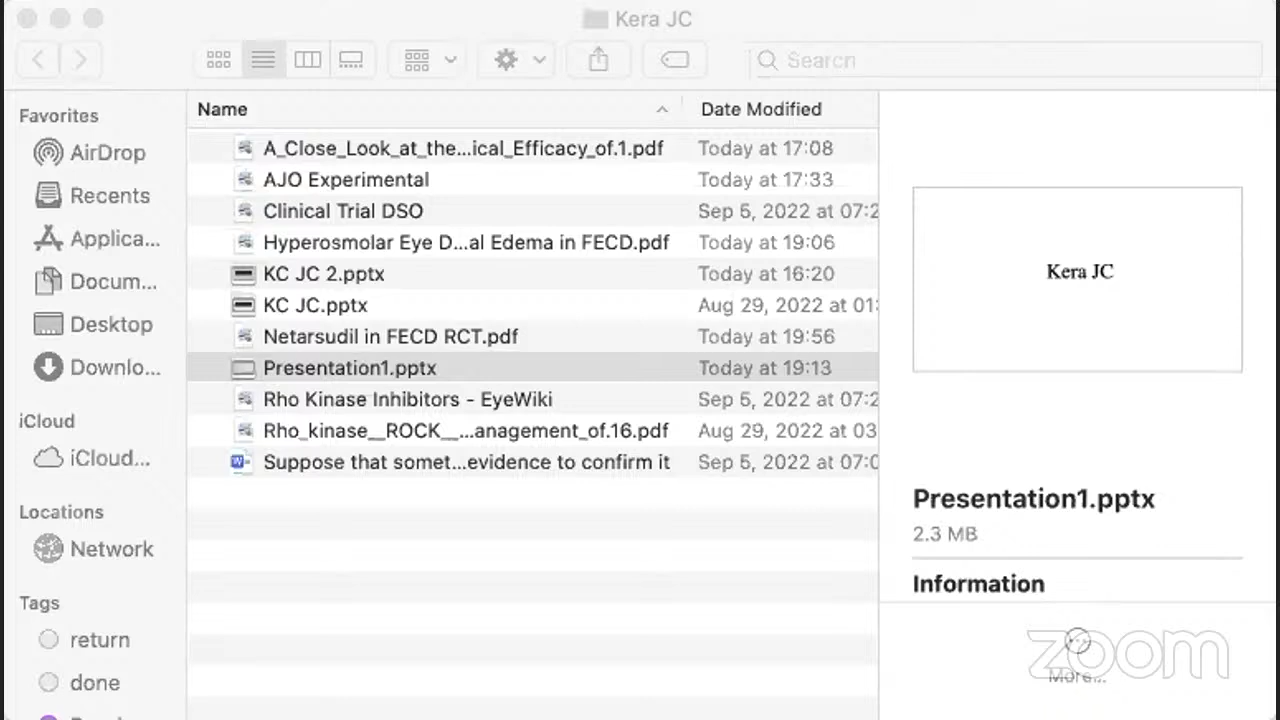 Kera JC
Search
Favorites
AirDrop
Recents
Applica...
Docum...
Desktop
Downlo...
iCloud
iCloud...
Locations
Network
Tags
return
done
Name Date Modified
A_Close_Look_at_the...ical_Efficacy_of.1.pdf Today at 17:08
AJO Experimental Today at 17:33
Clinical Trial DSO Sep 5, 2022 at 07:2
Hyperosmolar Eye D...al Edema in FECD.pdf Today at 19:06
KC JC 2.pptx Today at 16:20
KC JC.pptx Aug 29, 2022 at 01:
Netarsudil in FECD RCT.pdf Today at 19:56
Presentation1.pptx Today at 19:13
Rho Kinase Inhibitors - EyeWiki Sep 5, 2022 at 07:2
Rho_kinase__ROCK__...anagement_of.16.pdf Aug 29, 2022 at 03
Suppose that somet...evidence to confirm it Sep 5, 2022 at 07:0
Kera JC
Presentation1.pptx
2.3 MB
Information
More...
zoom